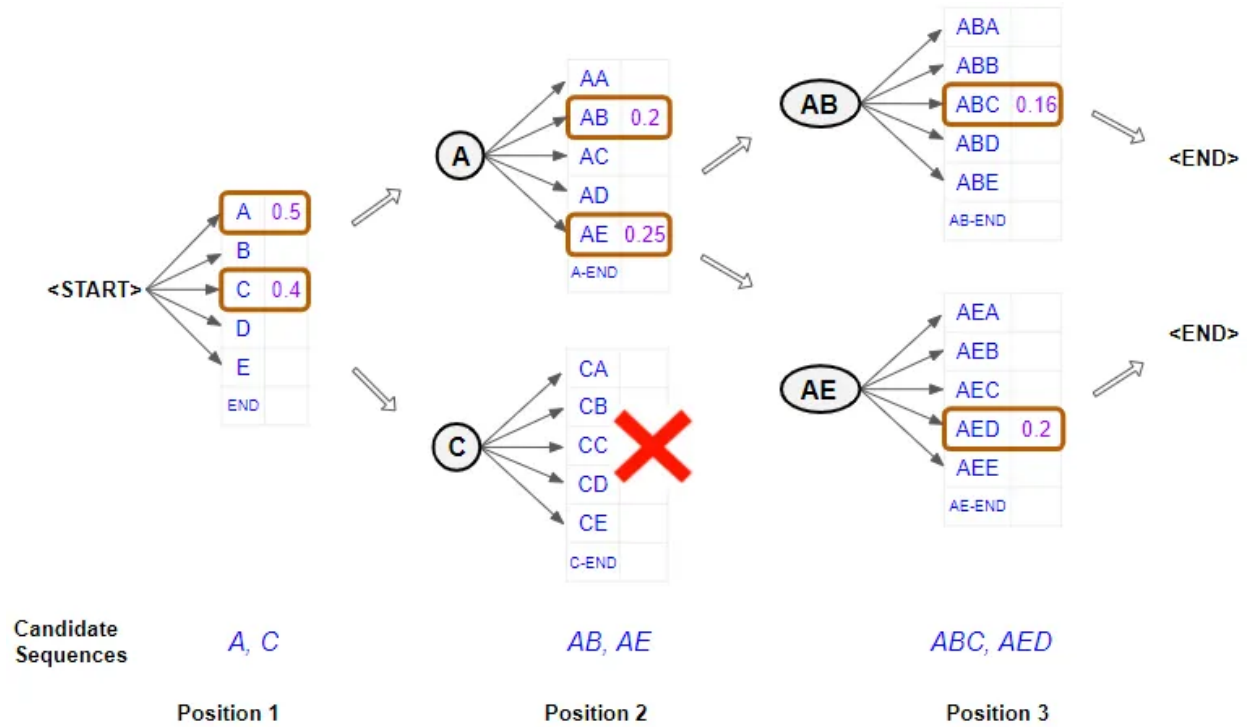 <START>
A 0.5
B
C 0.4
D
E
END
A
AA
AB 0.2
AC
AD
AE 0.25
A-END
C
CA
CB
CC
CD
CE
C-END
AB
ABA
ABB
ABC 0.16
ABD
ABE
AB-END
<END>
AE
AEA
AEB
AEC
AED 0.2
AEE
AE-END
<END>
Candidate
Sequences
A, C
AB, AE
ABC, AED
Position 1
Position 2
Position 3